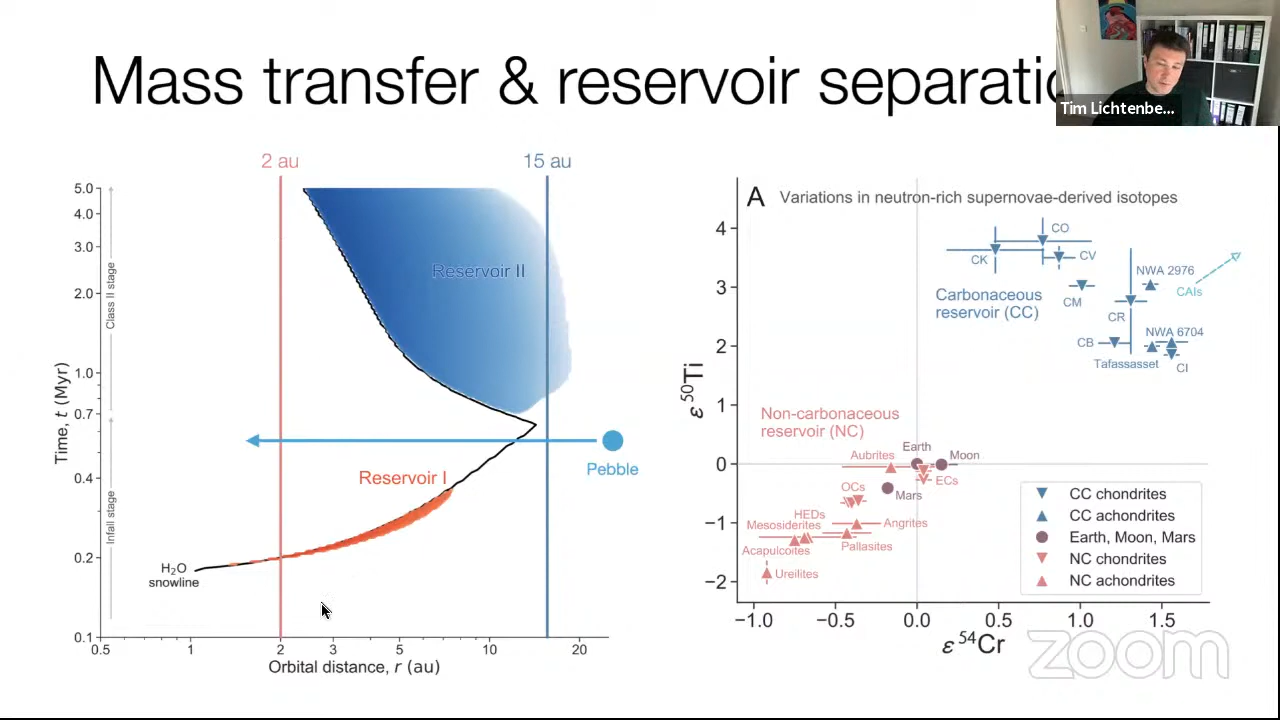 Mass transfer & reservoir separatio
Tim Lichtenbe...
2 au
15 au
5.0
4.0
3.0
2.0
1.0
0.7
0.4
0.2
0.1
Time, t (Myr)
Class II stage
Infall stage
Reservoir II
Pebble
Reservoir I
H2O
snowline
0.5
1
2
3
5
10
20
Orbital distance, r (au)
A
Variations in neutron-rich supernovae-derived isotopes
4
3
2
1
0
−1
−2
ε50Ti
CO
CK
CV
CM
NWA 2976
CAIs
Carbonaceous
reservoir (CC)
CR
CB
NWA 6704
Tafassasset
CI
Non-carbonaceous
reservoir (NC)
Earth
Aubrites
Moon
ECs
OCs
Mars
HEDs
Mesosiderites
Angrites
Acapulcoites
Pallasites
Ureilites
CC chondrites
CC achondrites
Earth, Moon, Mars
NC chondrites
NC achondrites
−1.0
−0.5
0.0
0.5
1.0
1.5
ε54Cr
zoom